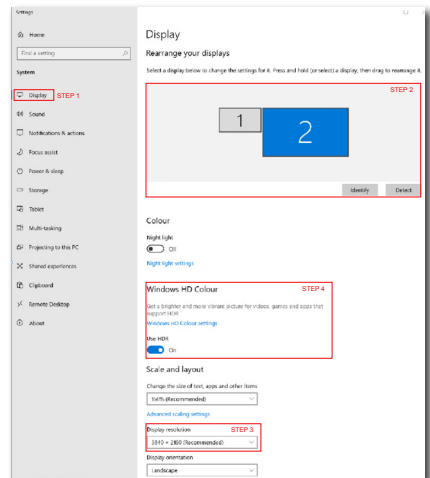 Settings
Home
Find a setting
System
Display STEP 1
Sound
Notifications & actions
Focus assist
Power & sleep
Storage
Tablet
Multi-tasking
Projecting to this PC
Shared experiences
Clipboard
Remote Desktop
About
Display
Rearrange your displays
Select a display below to change the settings for it. Press and hold (or select) a display, then drag to rearrange it.
STEP 2
1
2
Identify Detect
Colour
Night light
Off
Night light settings
Windows HD Colour STEP 4
Get a brighter and more vibrant picture for videos, games and apps that
support HDR
Windows HD Colour settings
Use HDR
On
Scale and layout
Change the size of text, apps and other items
(Recommended)
Advanced scaling settings
Display resolution STEP 3
3840 × 2160 (Recommended)
Display orientation
Landscape